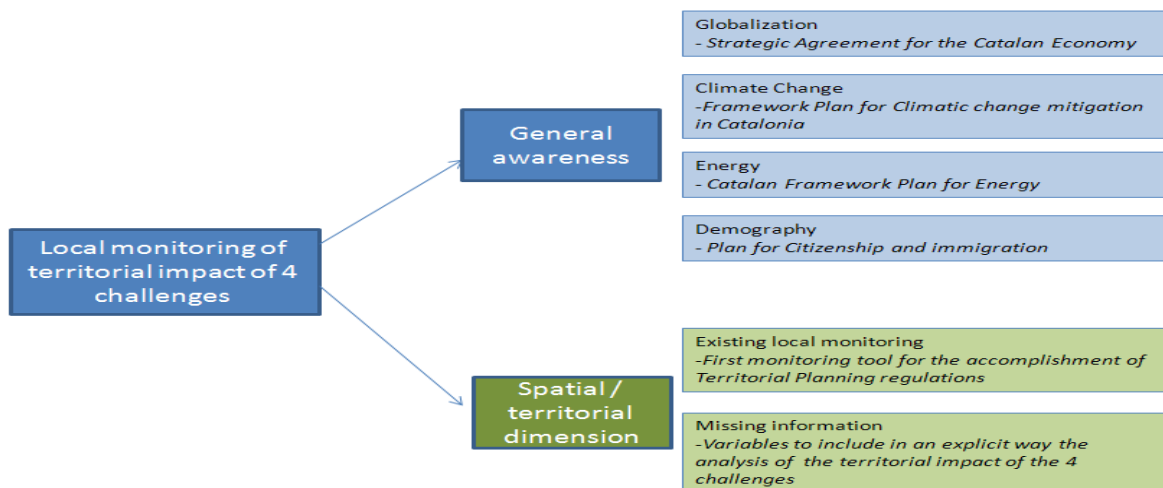 Local monitoring of
territorial impact of 4
challenges
General
awareness
Globalization
- Strategic Agreement for the Catalan Economy
Climate Change
-Framework Plan for Climatic change mitigation
in Catalonia
Energy
- Catalan Framework Plan for Energy
Demography
- Plan for Citizenship and immigration
Spatial /
territorial
dimension
Existing local monitoring
-First monitoring tool for the accomplishment of
Territorial Planning regulations
Missing information
-Variables to include in an explicit way the
analysis of the territorial impact of the 4
challenges